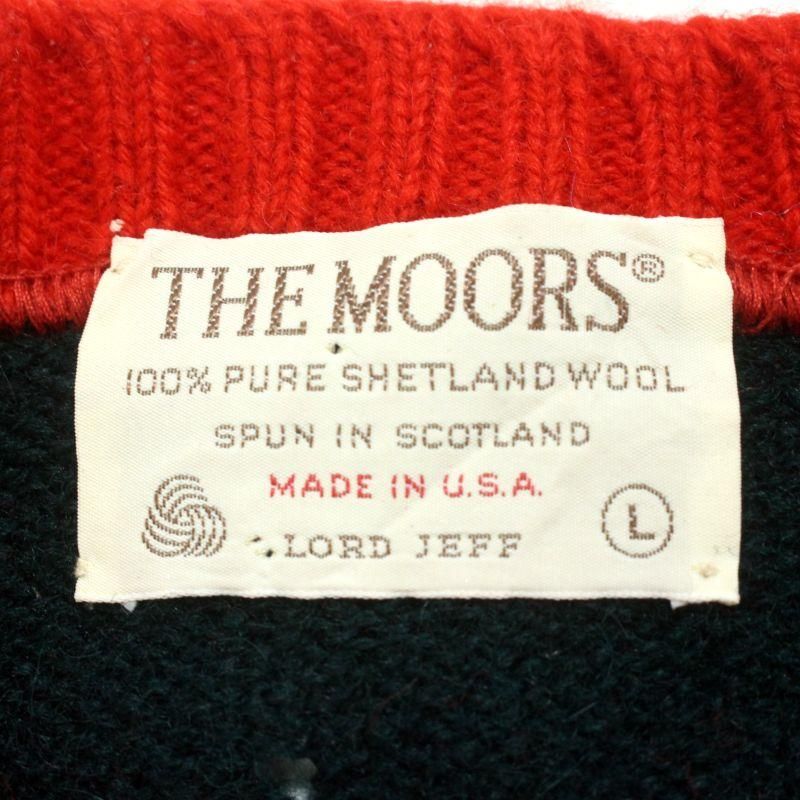 THE MOORS®
100% PURE SHETLAND WOOL
SPUN IN SCOTLAND
MADE IN U.S.A.
LORD JEFF
L